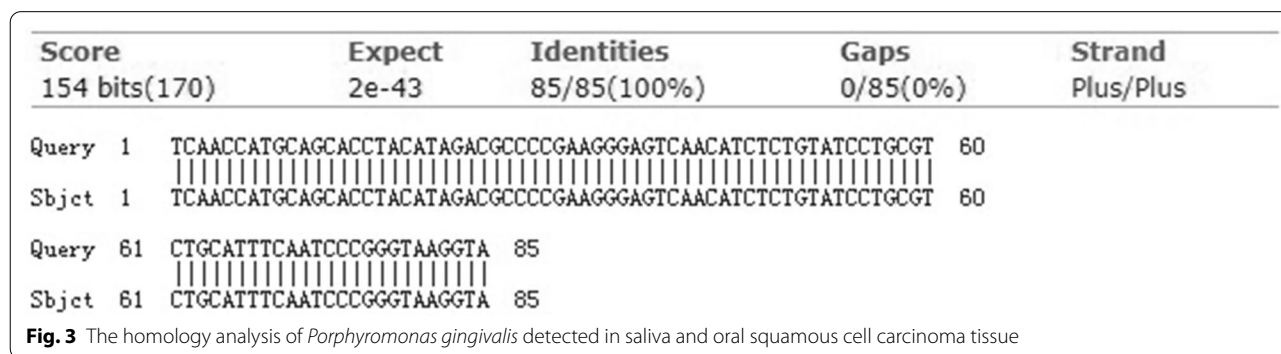 Score Expect Identities Gaps Strand
154 bits(170) 2e-43 85/85(100%) 0/85(0%) Plus/Plus
Query 1 TCAACCATGCAGCACCTACATAGACGCCCCGAAGGGAGTCAACATCTCTGTATCCTGCGT 60
Sbjct 1 TCAACCATGCAGCACCTACATAGACGCCCCGAAGGGAGTCAACATCTCTGTATCCTGCGT 60
Query 61 CTGCATTTCAATCCCGGGTAAGGTA 85
Sbjct 61 CTGCATTTCAATCCCGGGTAAGGTA 85
Fig. 3 The homology analysis of Porphyromonas gingivalis detected in saliva and oral squamous cell carcinoma tissue